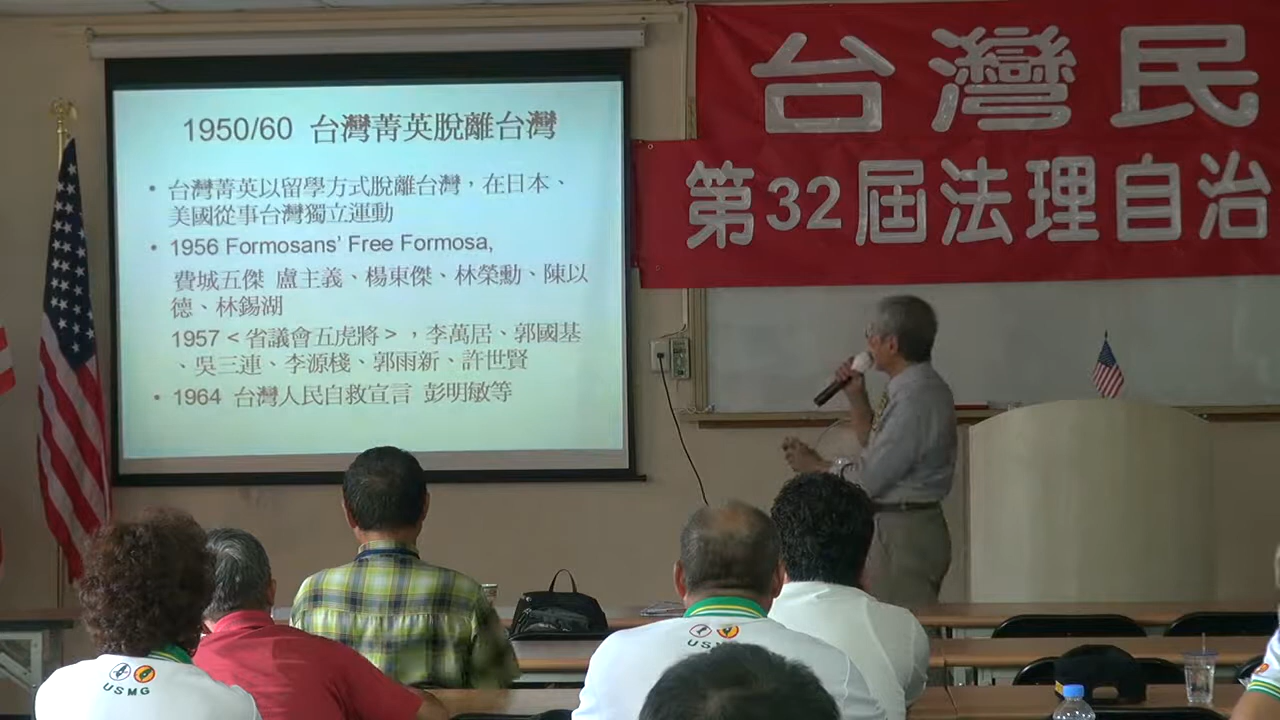 1950/60 台灣菁英脫離台灣
• 台灣菁英以留學方式脫離台灣，在日本、
美國從事台灣獨立運動
• 1956 Formosans' Free Formosa,
費城五傑 盧主義、楊東傑、林榮勳、陳以
德、林錫湖
1957 < 省議會五虎將 > ，李萬居、郭國基
、吳三連、李源棧、郭雨新、許世賢
• 1964 台灣人民自救宣言 彭明敏等
台灣民
第32屆法理自治
USMG